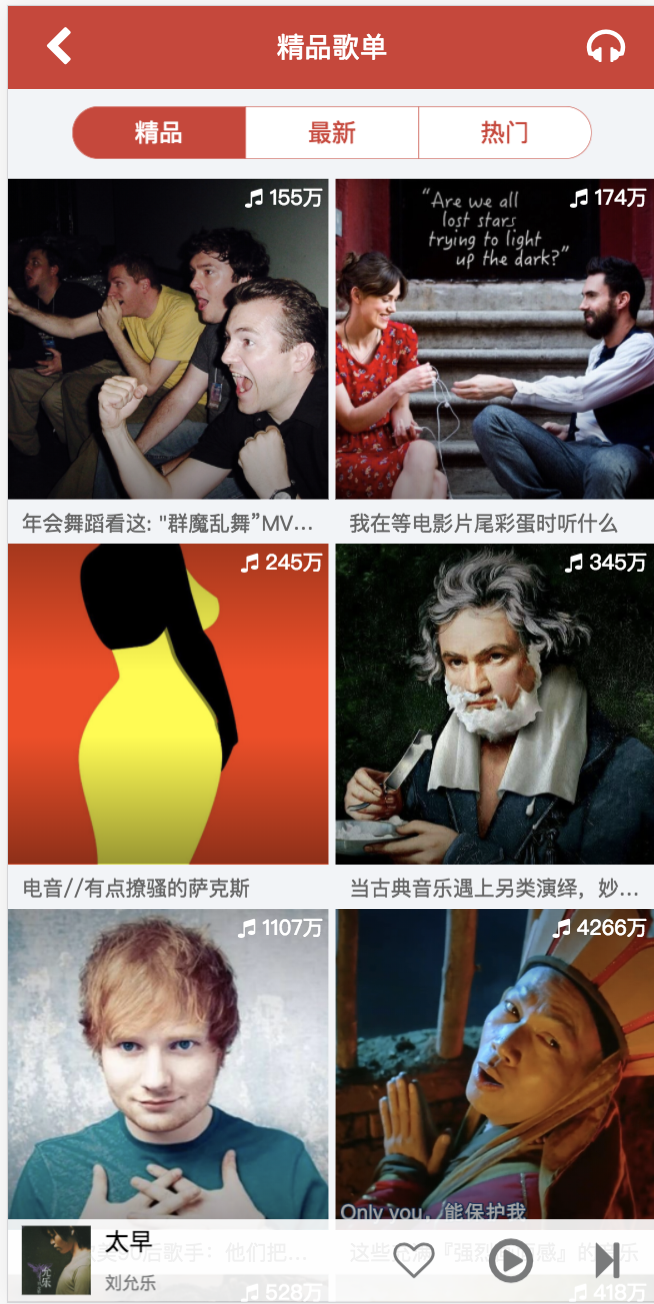 精品歌单
精品
最新
热门
155万
174万
“Are we all
lost stars
trying to light
up the dark?”
年会舞蹈看这: "群魔乱舞”MV...
我在等电影片尾彩蛋时听什么
245万
345万
电音//有点撩骚的萨克斯
当古典音乐遇上另类演绎，妙...
1107万
4266万
Only you, 能保护我
太早
刘允乐
后歌手：他们把...
这些充满『强烈画面感』的音乐
528万
418万